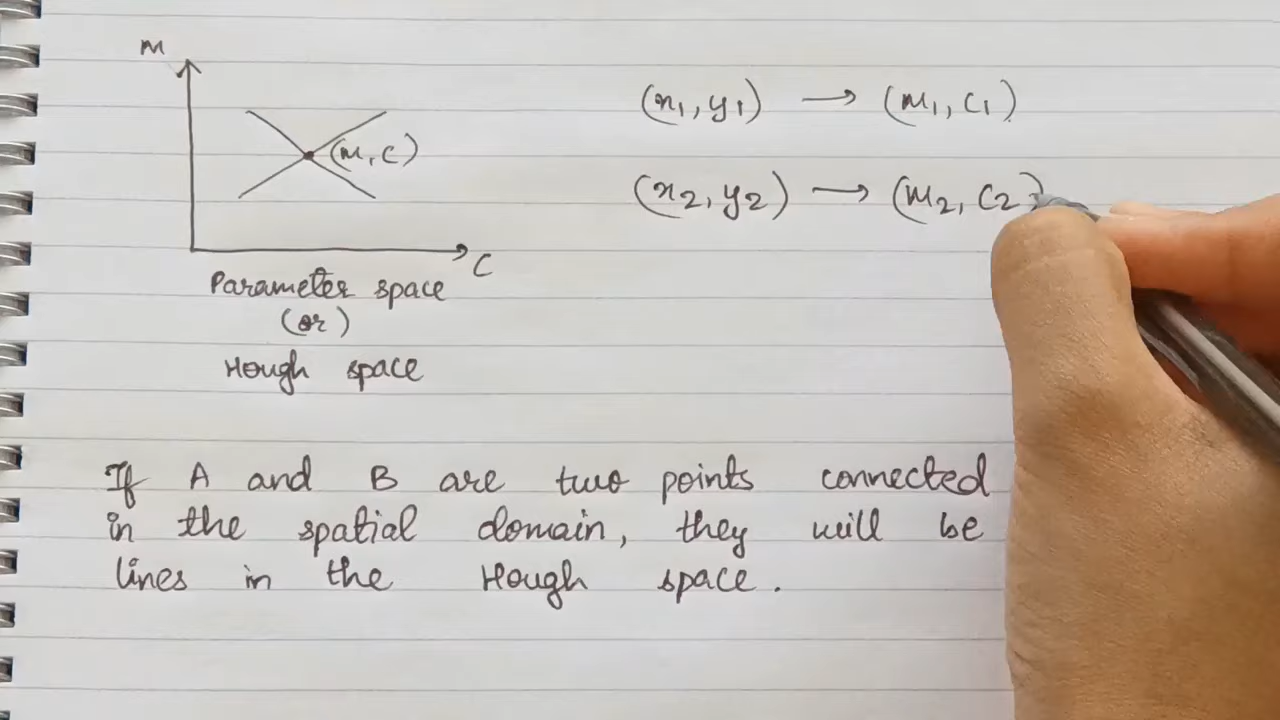 M
(m, c)
C
Parameter space
(or)
Hough space
(x1, y1) → (m1, c1)
(x2, y2) → (m2, c2)
If A and B are two points connected
in the spatial domain, they will be
lines in the Hough space.